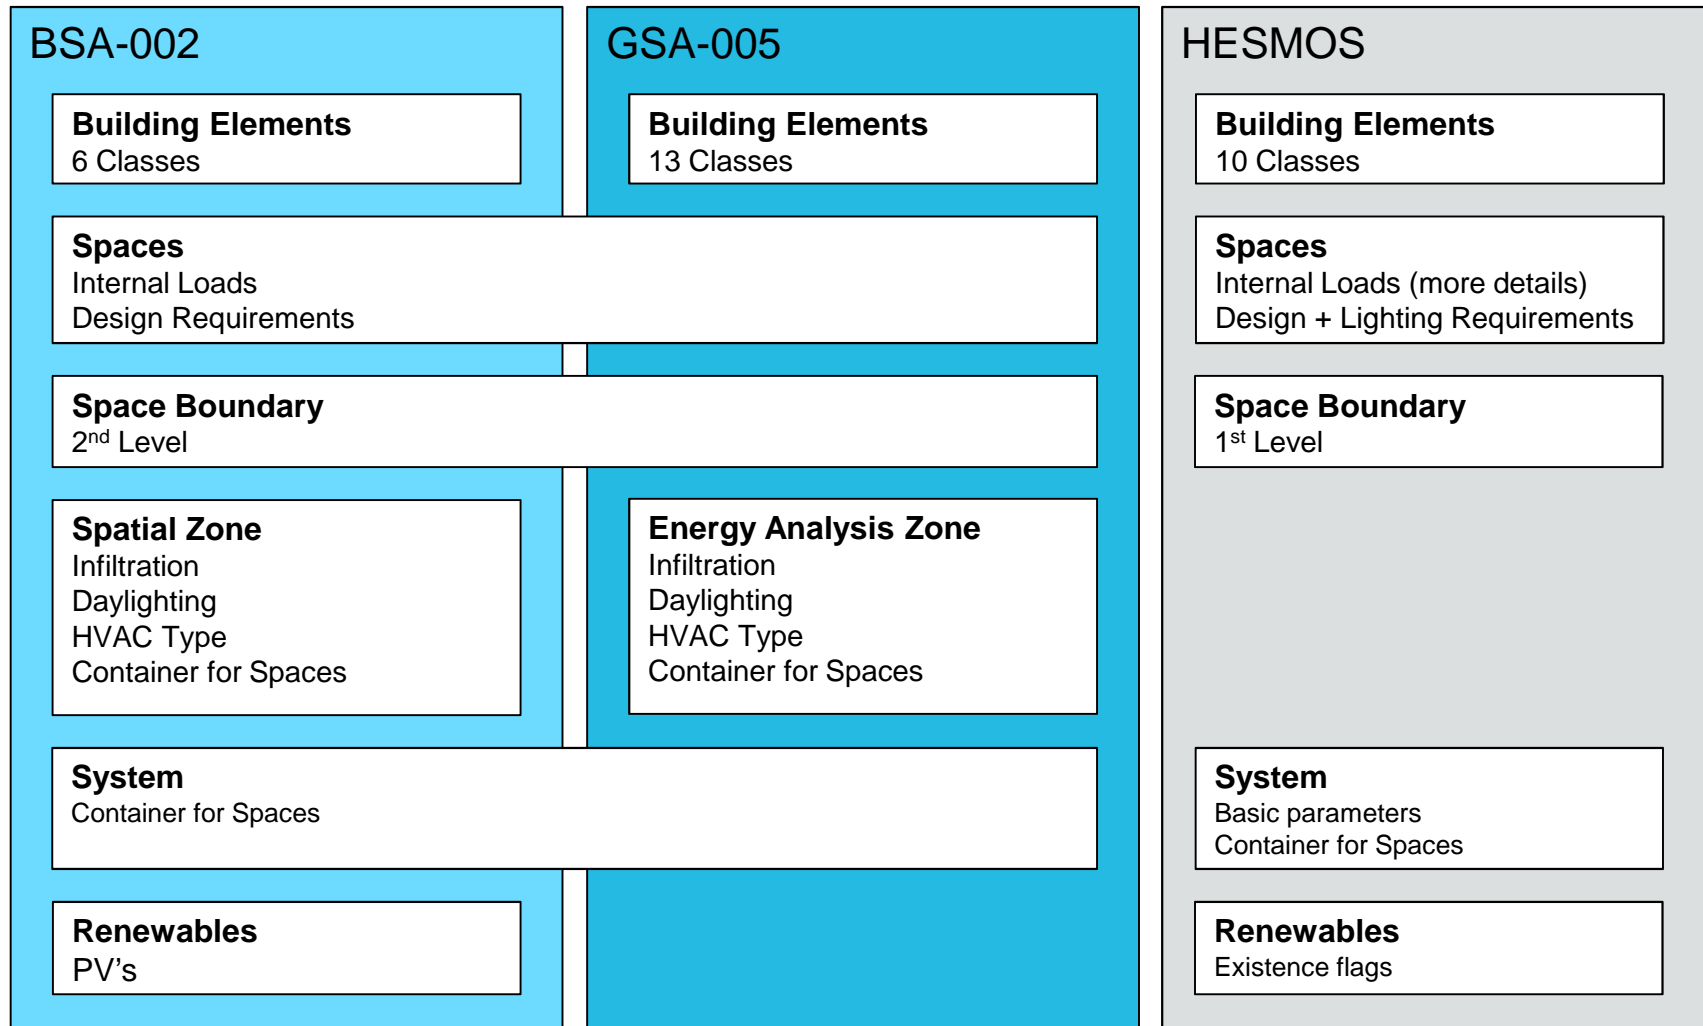 BSA-002
Building Elements
6 Classes
Spaces
Internal Loads
Design Requirements
Space Boundary
2nd Level
Spatial Zone
Infiltration
Daylighting
HVAC Type
Container for Spaces
System
Container for Spaces
Renewables
PV’s
GSA-005
Building Elements
13 Classes
Energy Analysis Zone
Infiltration
Daylighting
HVAC Type
Container for Spaces
HESMOS
Building Elements
10 Classes
Spaces
Internal Loads (more details)
Design + Lighting Requirements
Space Boundary
1st Level
System
Basic parameters
Container for Spaces
Renewables
Existence flags